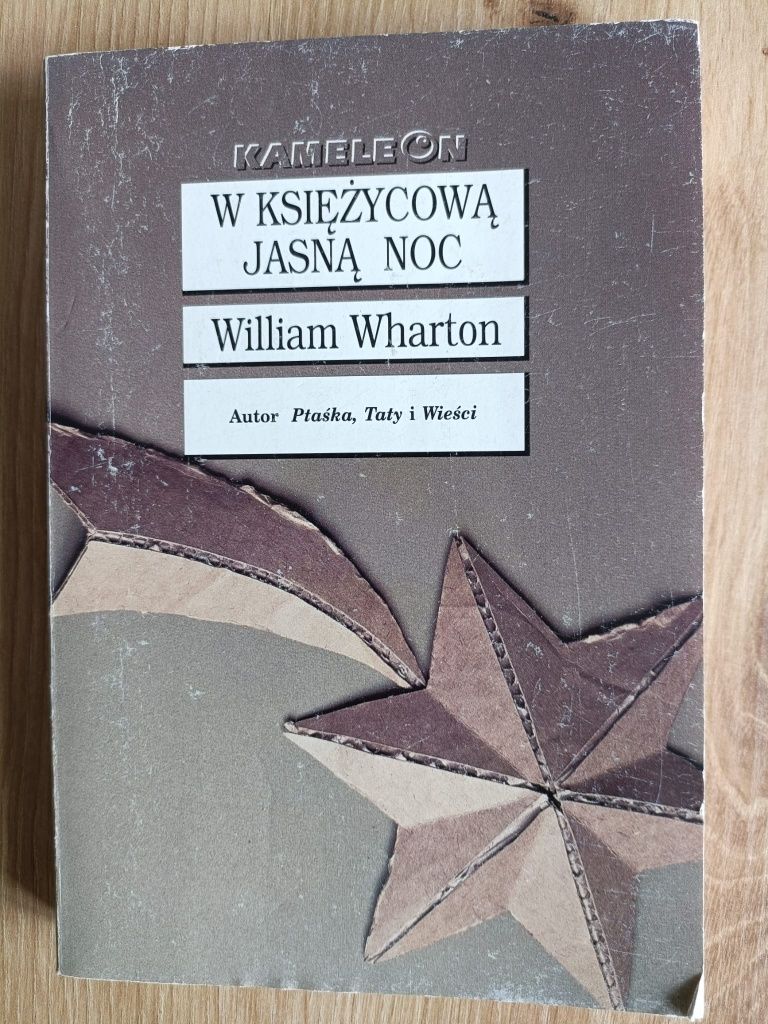 KAMELEON
W KSIĘŻYCOWĄ
JASNĄ NOC
William Wharton
Autor Ptaśka, Taty i Wieści